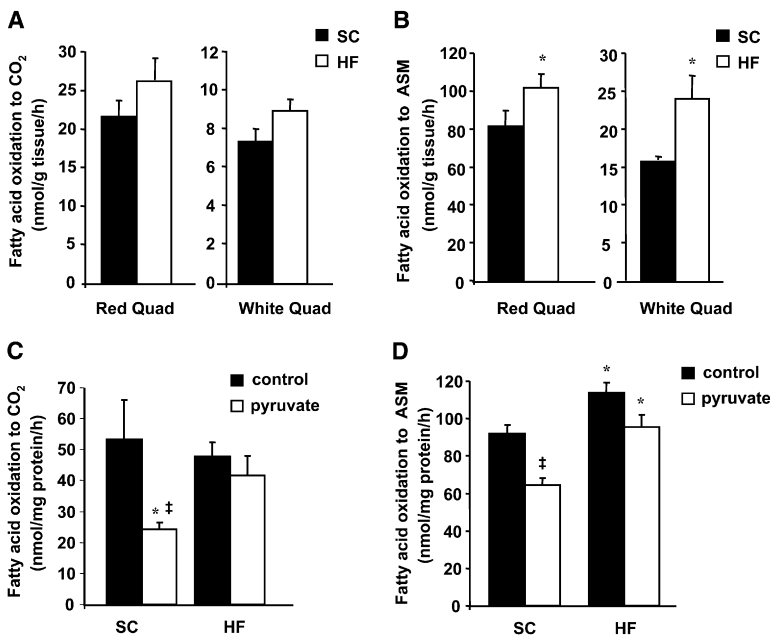 A
SC
HF
Fatty acid oxidation to CO2
(nmol/g tissue/h)
30
25
20
15
10
5
0
Red Quad
12
10
8
6
4
2
0
White Quad
B
SC
HF
Fatty acid oxidation to ASM
(nmol/g tissue/h)
120
100
80
60
40
20
0
*
Red Quad
30
25
20
15
10
5
0
*
White Quad
C
control
pyruvate
Fatty acid oxidation to CO2
(nmol/mg protein/h)
70
60
50
40
30
20
10
0
* ‡
SC HF
D
control
pyruvate
Fatty acid oxidation to ASM
(nmol/mg protein/h)
120
100
80
60
40
20
0
‡
*
*
SC HF